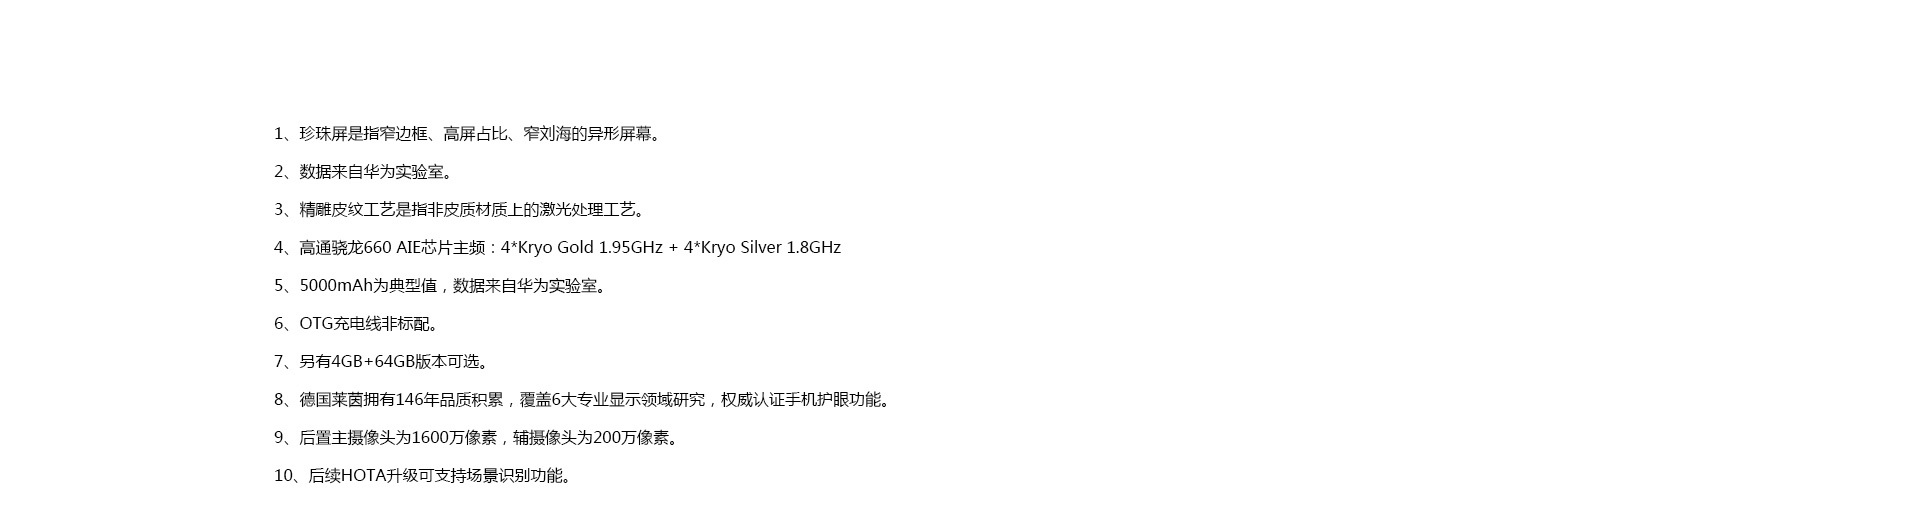 1、珍珠屏是指窄边框、高屏占比、窄刘海的异形屏幕。
2、数据来自华为实验室。
3、精雕皮纹工艺是指非皮质材质上的激光处理工艺。
4、高通骁龙660 AIE芯片主频：4*Kryo Gold 1.95GHz + 4*Kryo Silver 1.8GHz
5、5000mAh为典型值，数据来自华为实验室。
6、OTG充电线非标配。
7、另有4GB+64GB版本可选。
8、德国莱茵拥有146年品质积累，覆盖6大专业显示领域研究，权威认证手机护眼功能。
9、后置主摄像头为1600万像素，辅摄像头为200万像素。
10、后续HOTA升级可支持场景识别功能。